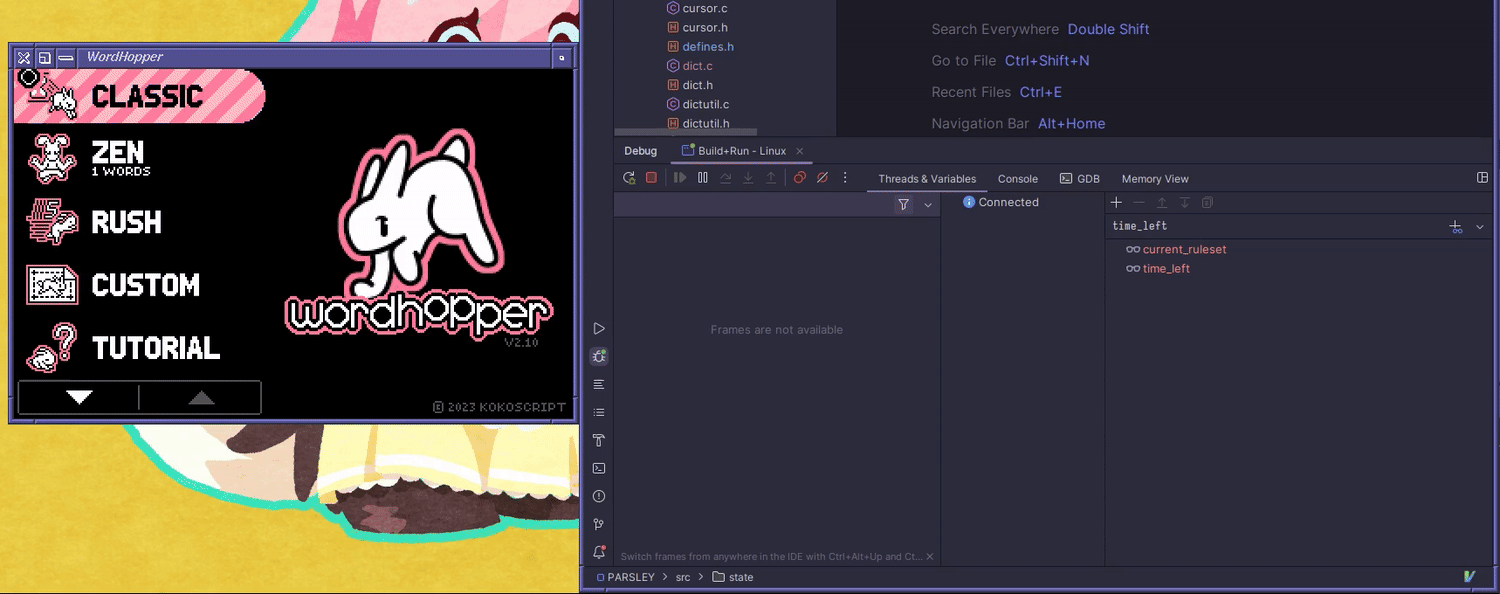 WordHopper
CLASSIC
ZEN
1 WORDS
RUSH
CUSTOM
TUTORIAL
wordhopper
V2.10
© 2023 KOKOSCRIPT
cursor.c
cursor.h
defines.h
dict.c
dict.h
dictutil.c
dictutil.h
Search Everywhere Double Shift
Go to File Ctrl+Shift+N
Recent Files Ctrl+E
Navigation Bar Alt+Home
Debug Build+Run - Linux
Threads & Variables Console GDB Memory View
Connected
time_left
current_ruleset
time_left
Frames are not available
Switch frames from anywhere in the IDE with Ctrl+Alt+Up and Ct...
PARSLEY > src > state